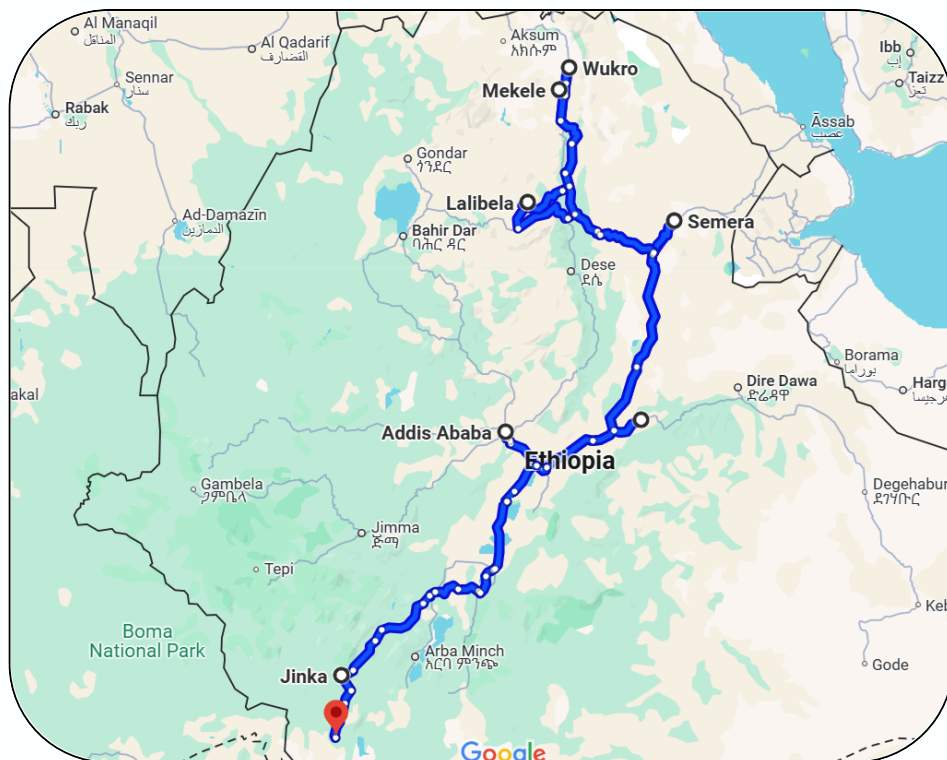 Al Manaqil
المناقل
Al Qadarif
القضارف
Aksum
አክሱም
Ibb
إب
Taizz
تعز
Sennar
سنار
Wukro
Mekele
Rabak
ربك
Āssab
عصب
Gondar
ጎንደር
Lalibela
Ad-Damazīn
الدمازين
Semera
Bahir Dar
ባሕር ዳር
Dese
ደሴ
Borama
بوراما
akal
Dire Dawa
ድሬዳዋ
Harg
هرجيسا
Addis Ababa
Ethiopia
Gambela
ጋምቤላ
Degehabur
ደገሃቡር
Jimma
ጅማ
Tepi
Boma
National Park
Keb
Arba Minch
አርባ ምንጭ
Gode
Jinka
Google